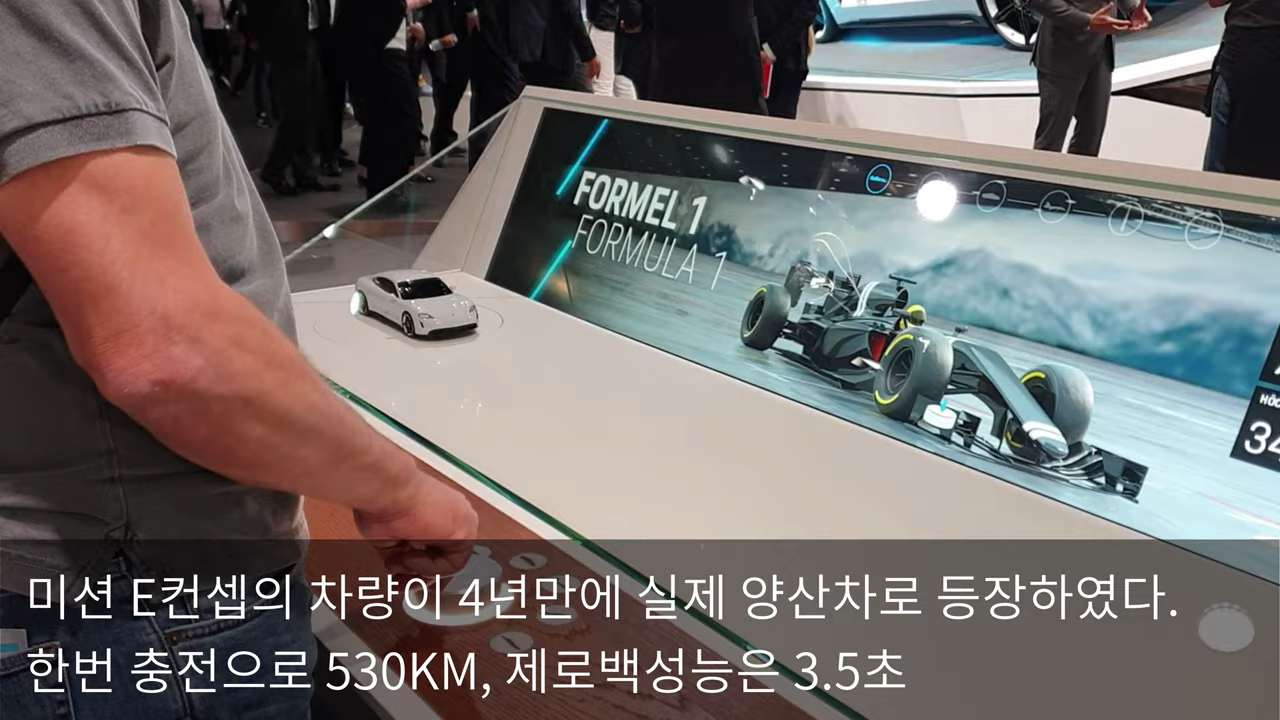 FORMEL 1
FORMULA 1
34
미션 E컨셉의 차량이 4년만에 실제 양산차로 등장하였다.
한번 충전으로 530KM, 제로백성능은 3.5초